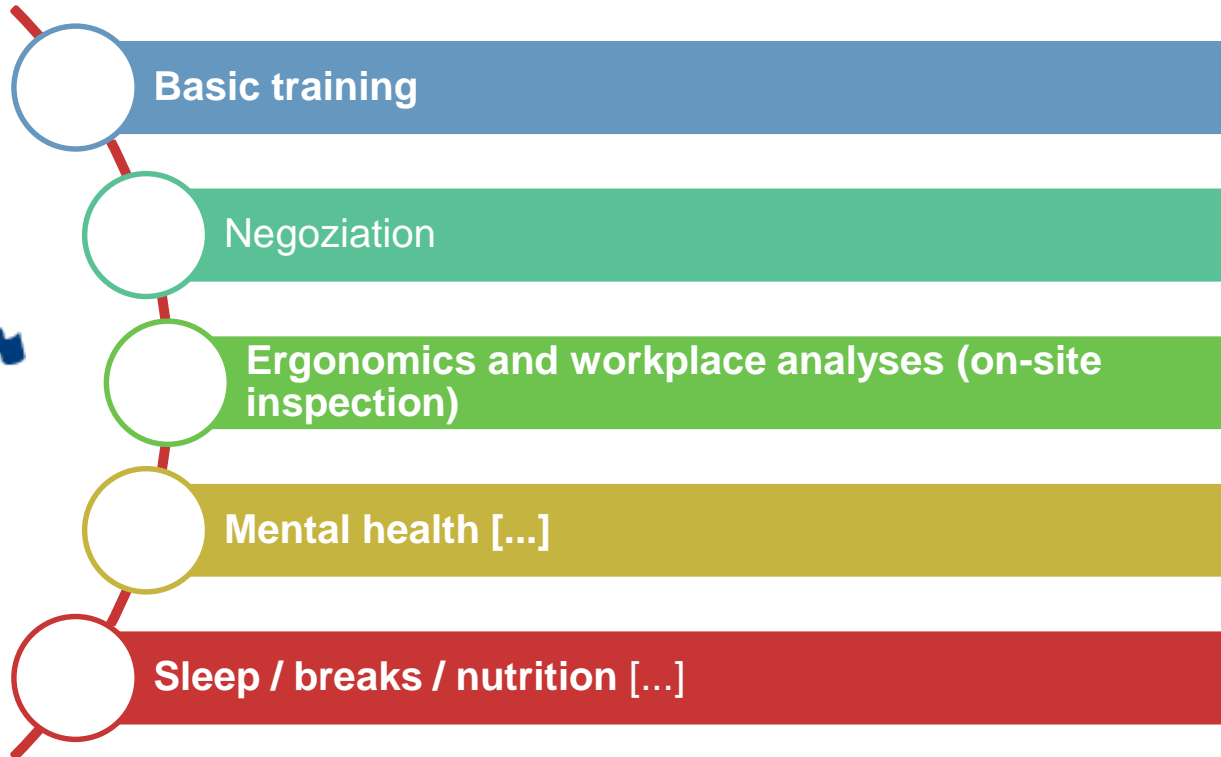 Basic training
Negoziation
Ergonomics and workplace analyses (on-site
inspection)
Mental health [...]
Sleep / breaks / nutrition [...]